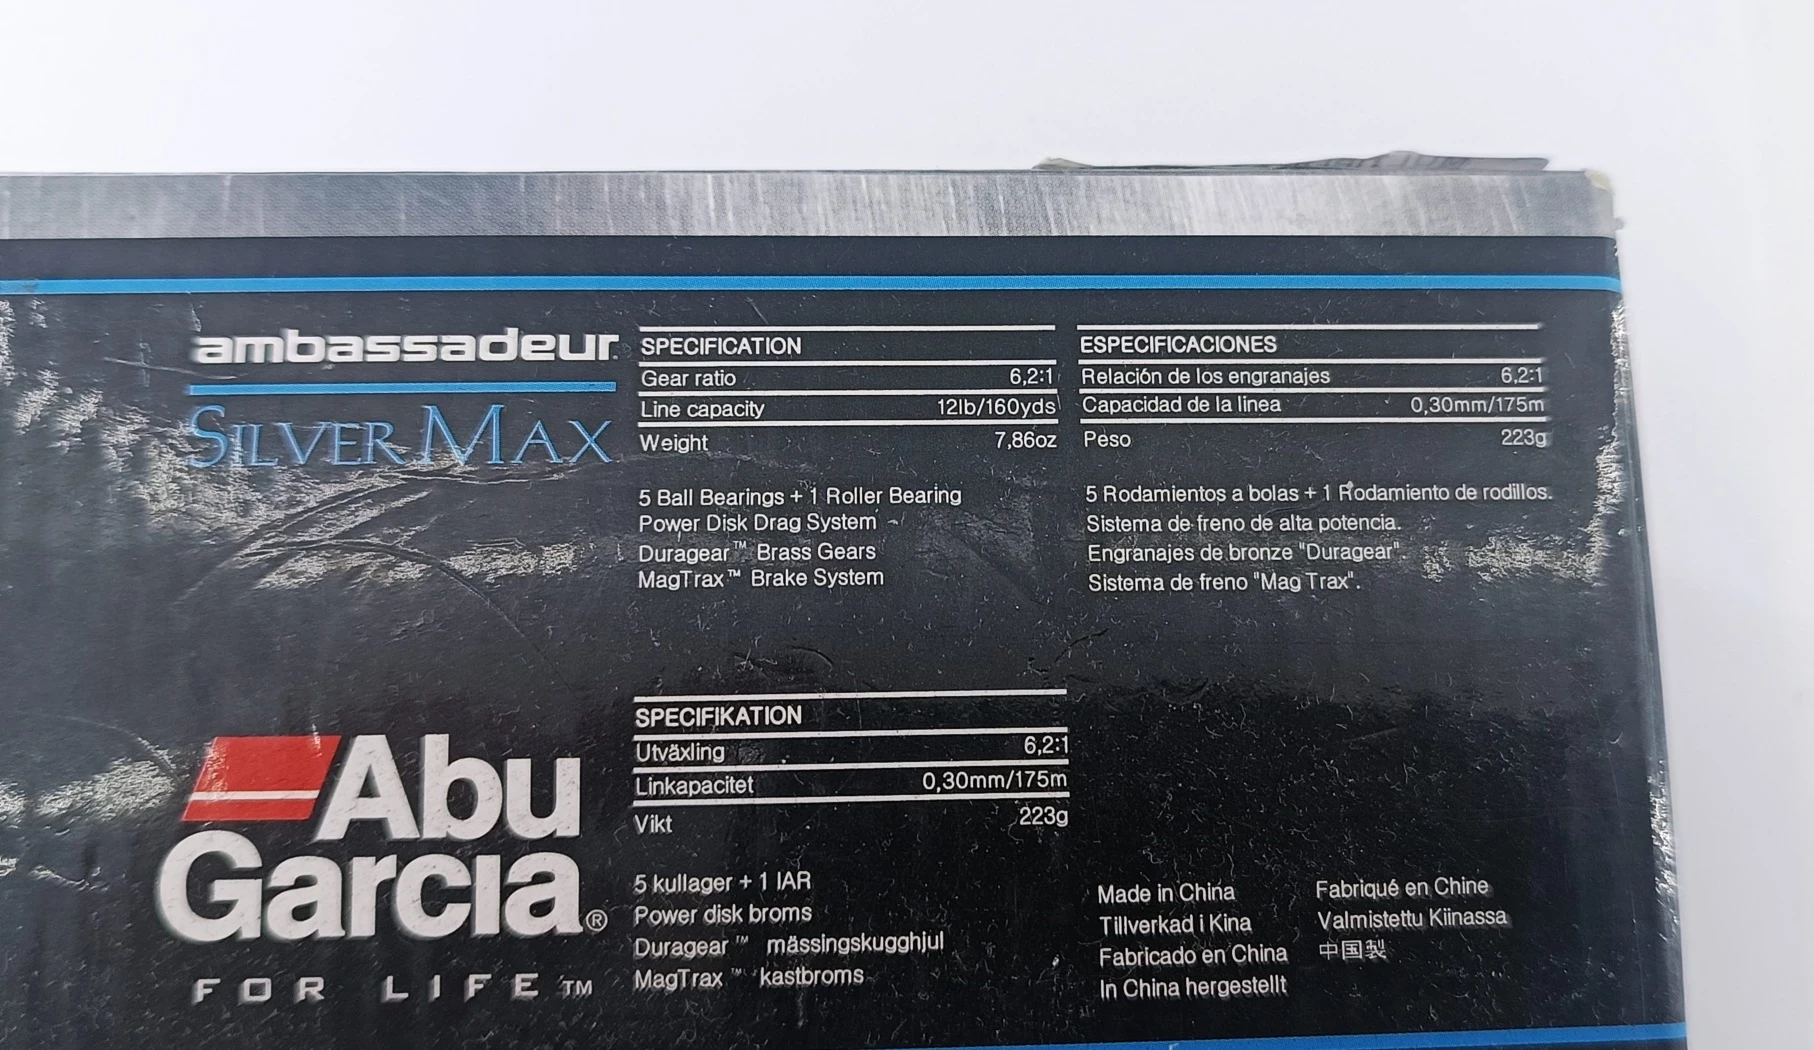 ambassadeur
SILVER MAX
SPECIFICATION
Gear ratio 6,2:1
Line capacity 12lb/160yds
Weight 7,86oz
5 Ball Bearings + 1 Roller Bearing
Power Disk Drag System
Duragear™ Brass Gears
MagTrax™ Brake System
ESPECIFICACIONES
Relación de los engranajes 6,2:1
Capacidad de la linea 0,30mm/175m
Peso 223g
5 Rodamientos a bolas + 1 Rodamiento de rodillos.
Sistema de freno de alta potencia.
Engranajes de bronze "Duragear".
Sistema de freno "Mag Trax".
Abu
Garcia®
FOR LIFE™
SPECIFIKATION
Utväxling 6,2:1
Linkapacitet 0,30mm/175m
Vikt 223g
5 kullager + 1 IAR
Power disk broms
Duragear™ mässingskugghjul
MagTrax™ kastbroms
Made in China
Tillverkad i Kina
Fabricado en China
In China hergestellt
Fabriqué en Chine
Valmistettu Kiinassa
中国製